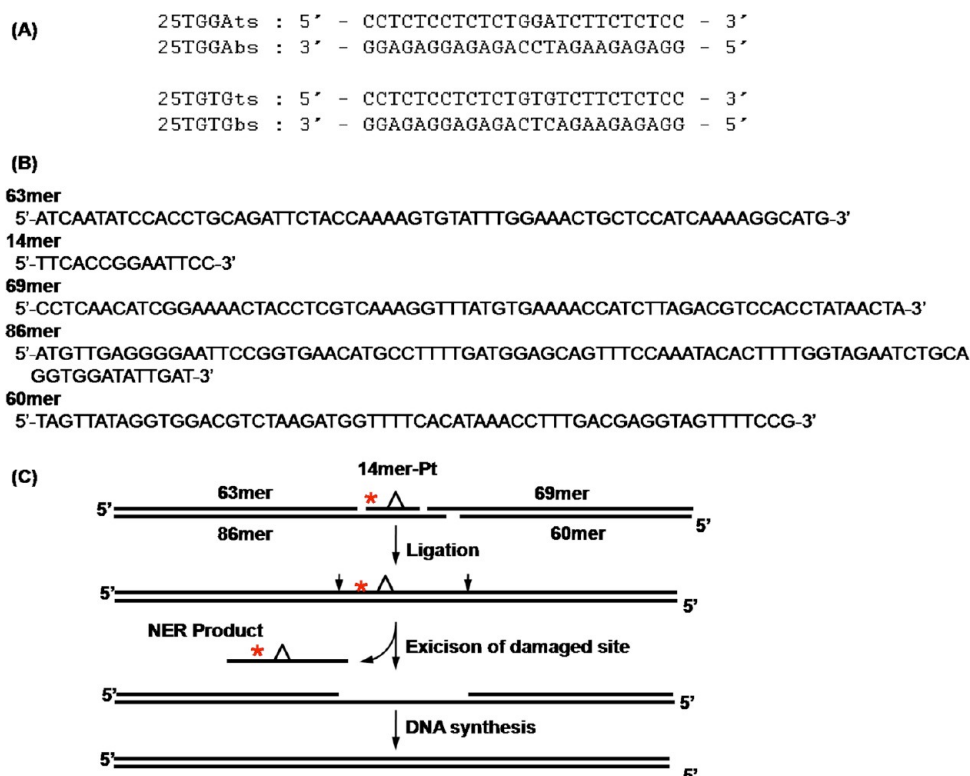 (A)
25TGGAts : 5´ - CCTCTCCTCTCTGGATCTTCTCTCC - 3´
25TGGAbs : 3´ - GGAGAGGAGAGACCTAGAAGAGAGG - 5´
25TGTGts : 5´ - CCTCTCCTCTCTGTGTCTTCTCTCC - 3´
25TGTGbs : 3´ - GGAGAGGAGAGACTCAGAAGAGAGG - 5´
(B)
63mer
5'-ATCAATATCCACCTGCAGATTCTACCAAAAGTGTATTTGGAAACTGCTCCATCAAAAGGCATG-3'
14mer
5'-TTCACCGGAATTCC-3'
69mer
5'-CCTCAACATCGGAAAACTACCTCGTCAAAGGTTTATGTGAAAACCATCTTAGACGTCCACCTATAACTA-3'
86mer
5'-ATGTTGAGGGGAATTCCGGTGAACATGCCTTTTGATGGAGCAGTTTCCAAATACACTTTTGGTAGAATCTGCA
GGTGGATATTGAT-3'
60mer
5'-TAGTTATAGGTGGACGTCTAAGATGGTTTTCACATAAACCTTTGACGAGGTAGTTTTCCG-3'
(C)
14mer-Pt
63mer
*
69mer
5'
5'
86mer
60mer
Ligation
*
5'
5'
NER Product
*
Exicison of damaged site
5'
5'
DNA synthesis
5'
5'